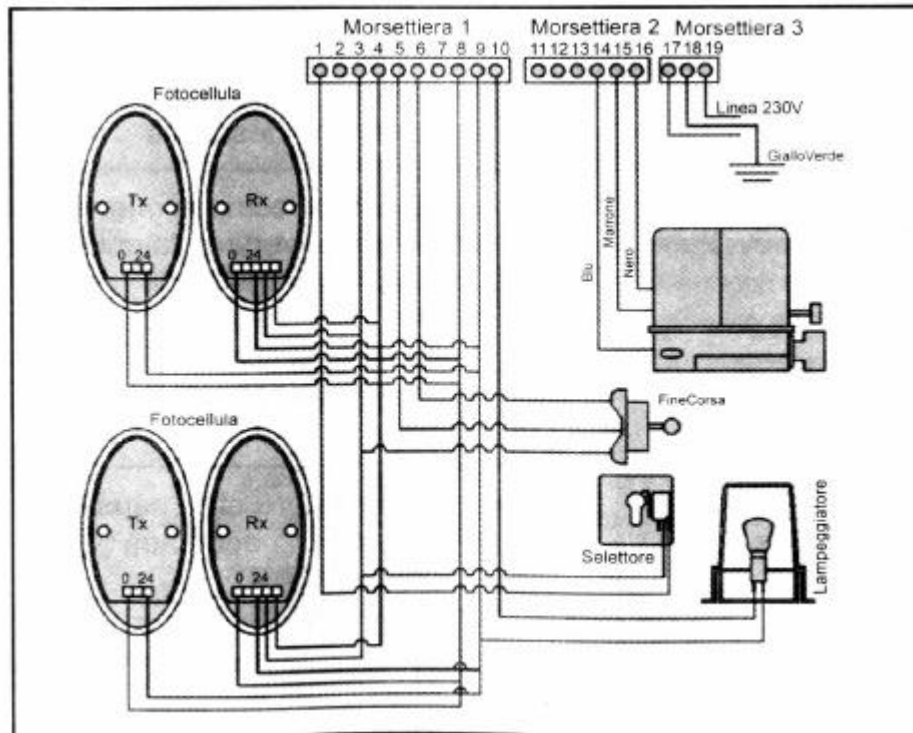 Morsettiera 1 Morsettiera 2 Morsettiera 3
1 2 3 4 5 6 7 8 9 10 11 12 13 14 15 16 17 18 19
Fotocellula
Linea 230V
GialloVerde
Tx Rx
0 24 0 24
Blu
Marrone
Nero
FineCorsa
Fotocellula
Tx Rx
0 24 0 24
Selettore
Lampeggiatore